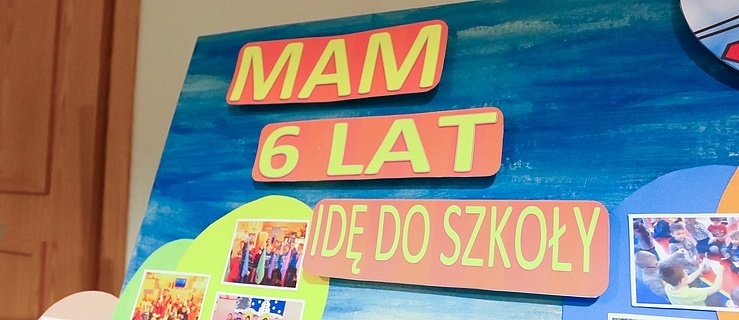 MAM
6 LAT
IDĘ DO SZKOŁY